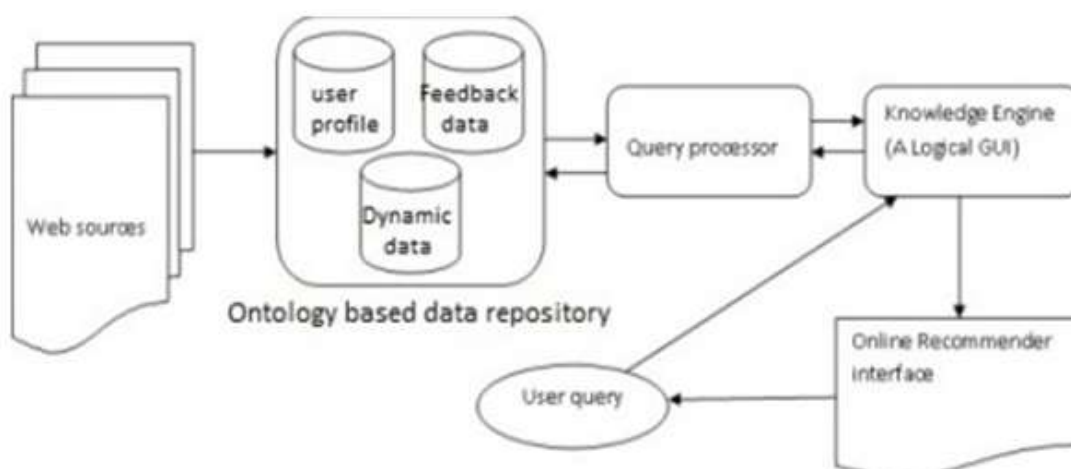 Web sources
user
profile
Feedback
data
Dynamic
data
Ontology based data repository
Query processor
Knowledge Engine
(A Logical GUI)
User query
Online Recommender
interface